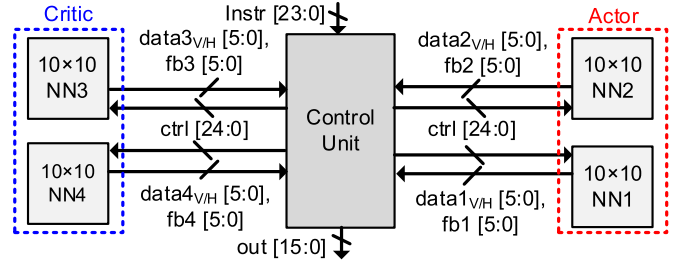 Critic
Instr [23:0]
Actor
data3V/H [5:0],
fb3 [5:0]
data2V/H [5:0],
fb2 [5:0]
10×10
NN3
10×10
NN2
Control
Unit
ctrl [24:0]
ctrl [24:0]
10×10
NN4
10×10
NN1
data4V/H [5:0],
fb4 [5:0]
data1V/H [5:0],
fb1 [5:0]
out [15:0]